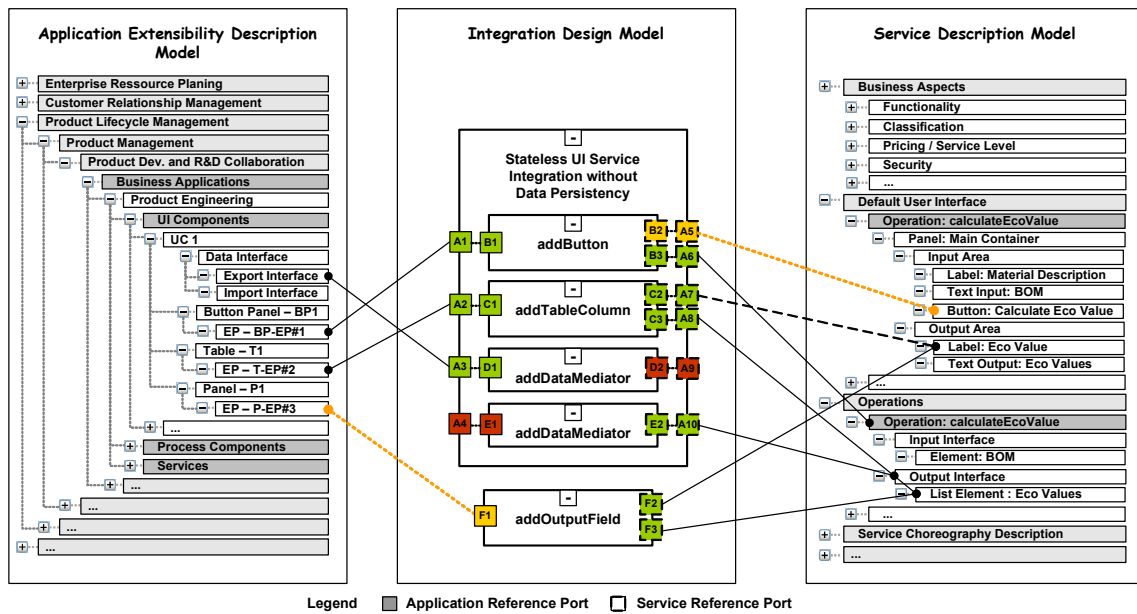 Application Extensibility Description
Model
Enterprise Ressource Planing
Customer Relationship Management
Product Lifecycle Management
Product Management
Product Dev. and R&D Collaboration
Business Applications
Product Engineering
UI Components
UC 1
Data Interface
Export Interface
Import Interface
Button Panel – BP1
EP – BP-EP#1
Table – T1
EP – T-EP#2
Panel – P1
EP – P-EP#3
...
Process Components
Services
...
...
...
...
Integration Design Model
-
Stateless UI Service
Integration without
Data Persistency
-
A1 B1 addButton B2 A5
B3 A6
-
A2 C1 addTableColumn C2 A7
C3 A8
-
A3 D1 addDataMediator D2 A9
-
A4 E1 addDataMediator E2 A10
-
F1 addOutputField F2
F3
Service Description Model
Business Aspects
Functionality
Classification
Pricing / Service Level
Security
...
Default User Interface
Operation: calculateEcoValue
Panel: Main Container
Input Area
Label: Material Description
Text Input: BOM
Button: Calculate Eco Value
Output Area
Label: Eco Value
Text Output: Eco Values
...
Operations
Operation: calculateEcoValue
Input Interface
Element: BOM
Output Interface
List Element : Eco Values
...
Service Choreography Description
...
Legend Application Reference Port Service Reference Port